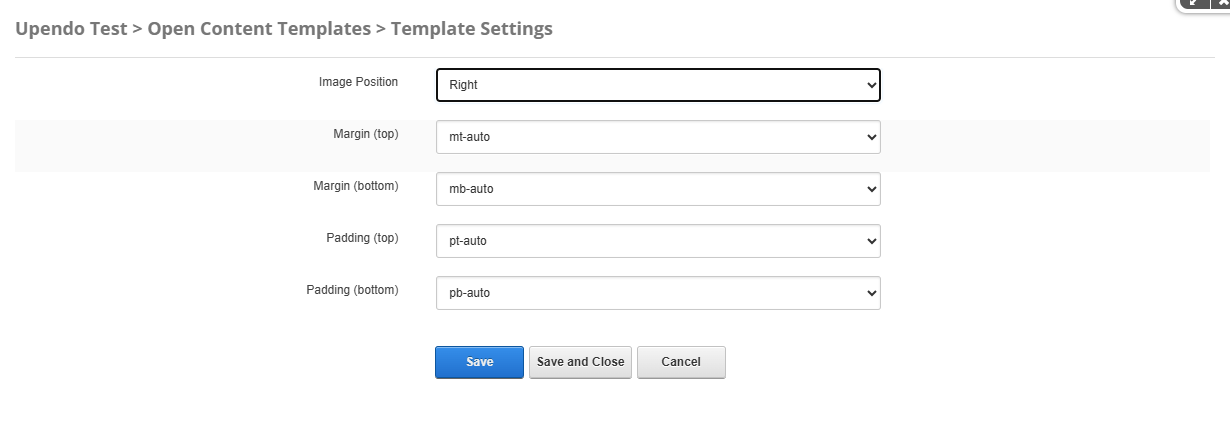 Upendo Test > Open Content Templates > Template Settings
Image Position Right
Margin (top) mt-auto
Margin (bottom) mb-auto
Padding (top) pt-auto
Padding (bottom) pb-auto
Save Save and Close Cancel